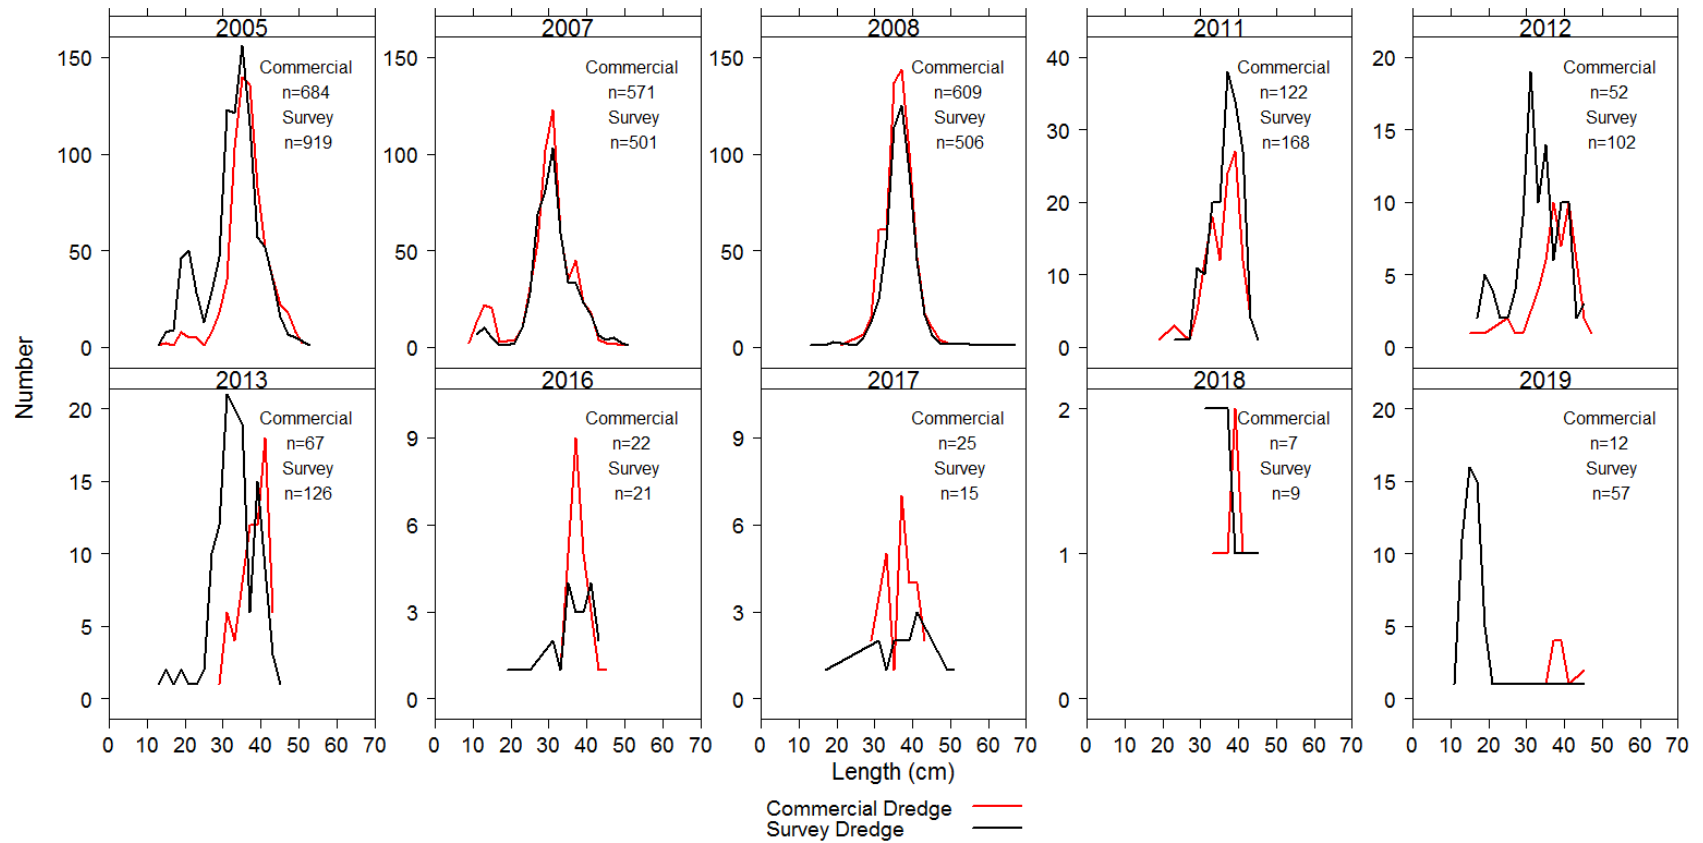 2005 2007 2008 2011 2012
Commercial Commercial Commercial Commercial Commercial
n=684 n=571 n=609 n=122 n=52
Survey Survey Survey Survey Survey
n=919 n=501 n=506 n=168 n=102
150 150 150 40 20
30 15
100 100 100
20 10
50 50 50
10 5
0 0 0 0 0
Number
2013 2016 2017 2018 2019
Commercial Commercial Commercial Commercial Commercial
n=67 n=22 n=25 n=7 n=12
Survey Survey Survey Survey Survey
n=126 n=21 n=15 n=9 n=57
20 9 9 2 20
15 6 6 15
10 1 10
5 3 3 5
0 0 0 0 0
0 10 20 30 40 50 60 70 0 10 20 30 40 50 60 70 0 10 20 30 40 50 60 70 0 10 20 30 40 50 60 70 0 10 20 30 40 50 60 70
Length (cm)
Commercial Dredge
Survey Dredge